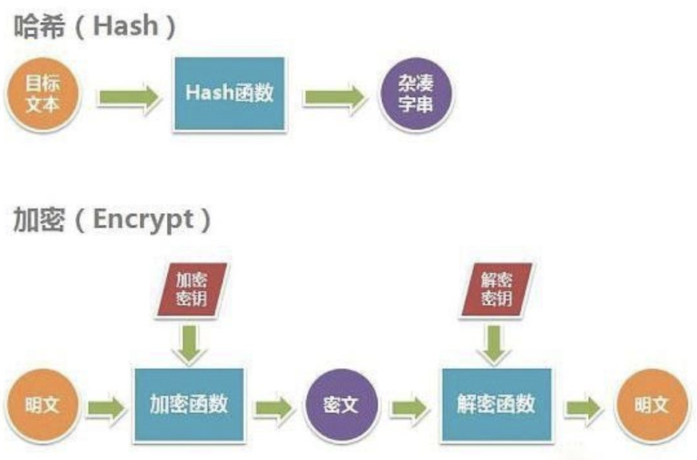 哈希（Hash）
目标
文本
Hash函数
杂凑
字串
加密（Encrypt）
加密
密钥
解密
密钥
明文
加密函数
密文
解密函数
明文